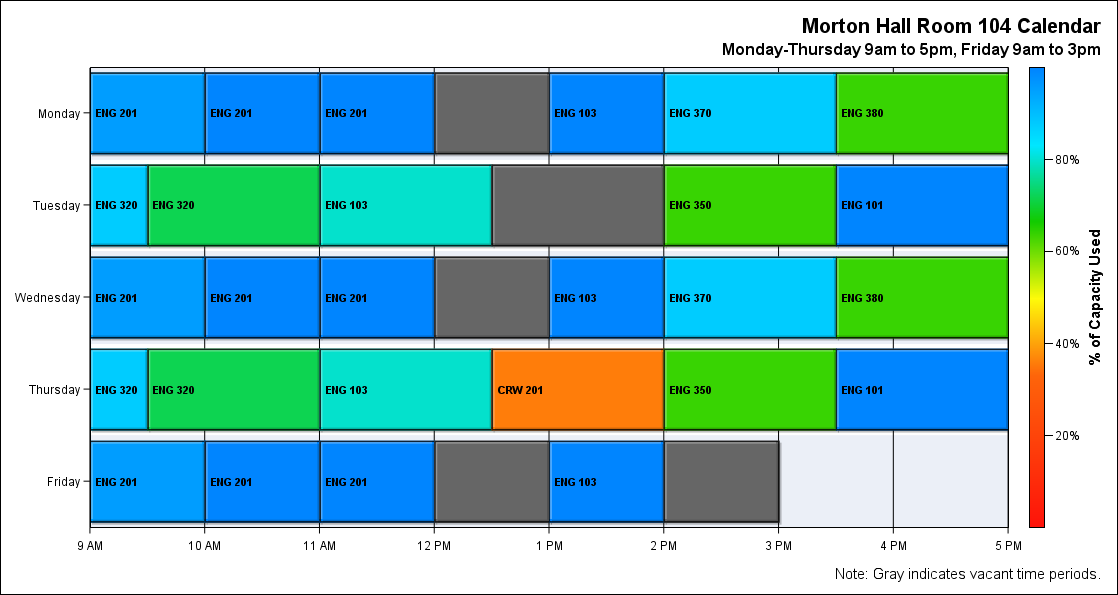 Morton Hall Room 104 Calendar
Monday-Thursday 9am to 5pm, Friday 9am to 3pm
Monday ENG 201 ENG 201 ENG 201 ENG 103 ENG 370 ENG 380
Tuesday ENG 320 ENG 320 ENG 103 ENG 350 ENG 101
Wednesday ENG 201 ENG 201 ENG 201 ENG 103 ENG 370 ENG 380
Thursday ENG 320 ENG 320 ENG 103 CRW 201 ENG 350 ENG 101
Friday ENG 201 ENG 201 ENG 201 ENG 103
9 AM 10 AM 11 AM 12 PM 1 PM 2 PM 3 PM 4 PM 5 PM
80%
60%
40%
20%
% of Capacity Used
Note: Gray indicates vacant time periods.